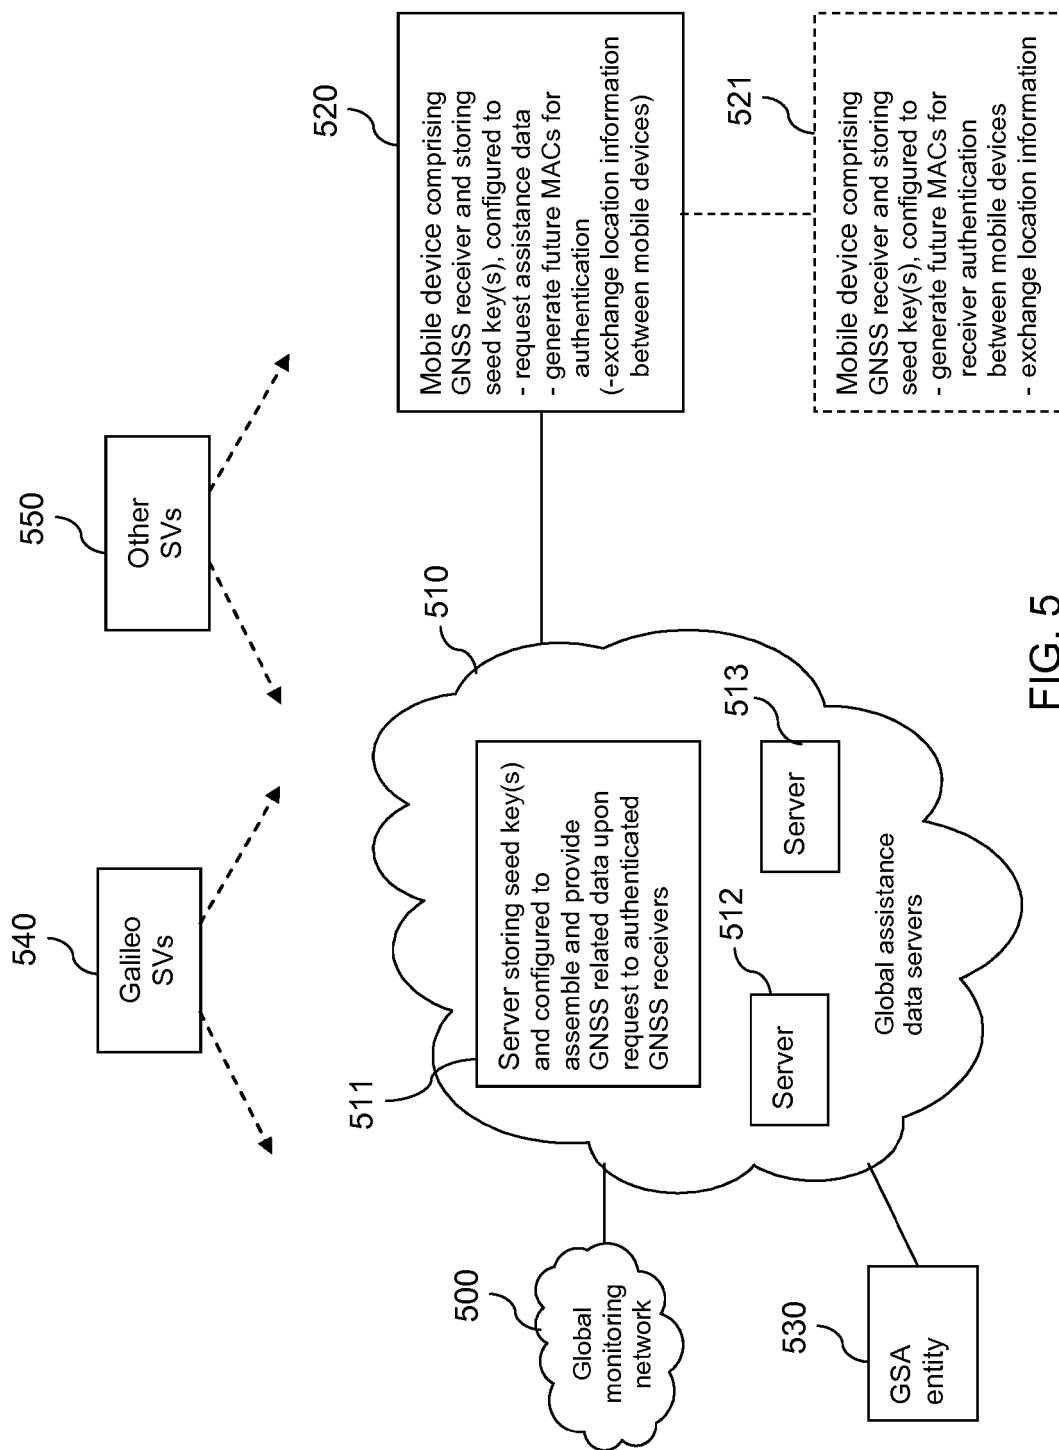 540
Galileo
SVs
550
Other
SVs
500
Global
monitoring
network
530
GSA
entity
510
511
Server storing seed key(s)
and configured to
assemble and provide
GNSS related data upon
request to authenticated
GNSS receivers
512
Server
513
Server
Global assistance
data servers
520
Mobile device comprising
GNSS receiver and storing
seed key(s), configured to
- request assistance data
- generate future MACs for
authentication
(-exchange location information
between mobile devices)
521
Mobile device comprising
GNSS receiver and storing
seed key(s), configured to
- generate future MACs for
receiver authentication
between mobile devices
- exchange location information
FIG. 5